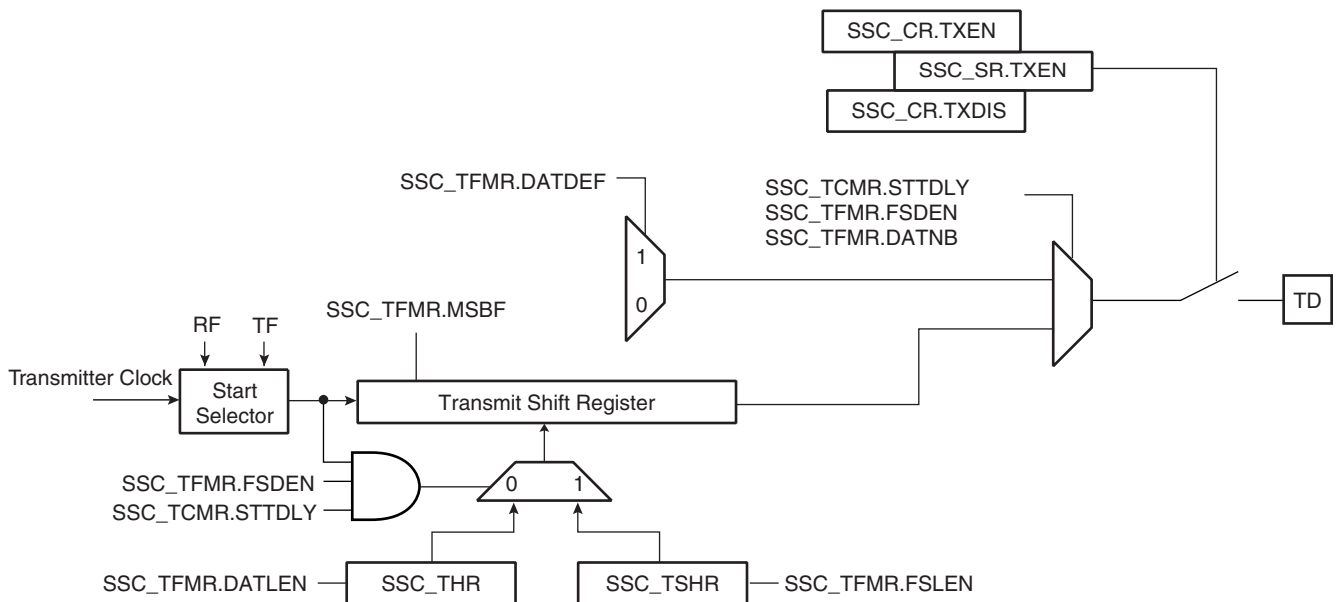 SSC_CR.TXEN
SSC_SR.TXEN
SSC_CR.TXDIS
SSC_TFMR.DATDEF
SSC_TCMR.STTDLY
SSC_TFMR.FSDEN
SSC_TFMR.DATNB
1
0
TD
SSC_TFMR.MSBF
RF
TF
Transmitter Clock
Start
Selector
Transmit Shift Register
SSC_TFMR.FSDEN
SSC_TCMR.STTDLY
0
1
SSC_TFMR.DATLEN
SSC_THR
SSC_TSHR
SSC_TFMR.FSLEN